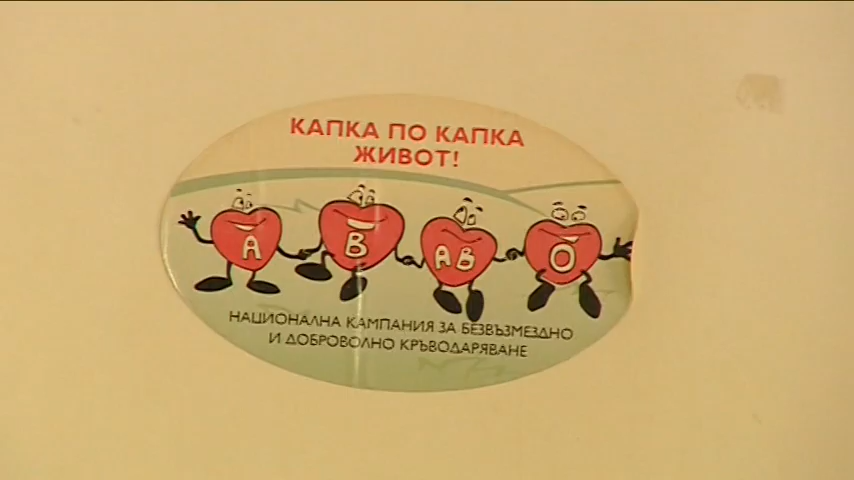 КАПКА ПО КАПКА
ЖИВОТ!
А В АВ О
НАЦИОНАЛНА КАМПАНИЯ ЗА БЕЗВЪЗМЕЗДНО
И ДОБРОВОЛНО КРЪВОДАРЯВАНЕ